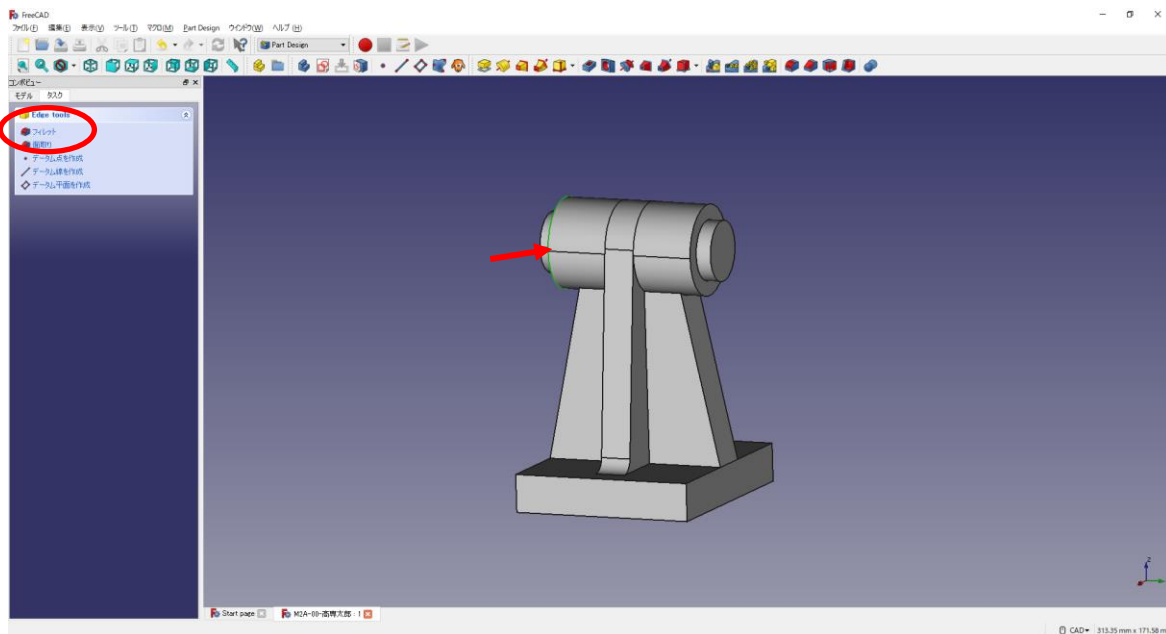 FreeCAD
ファイル(F) 編集(E) 表示(V) ツール(T) マクロ(M) Part Design ウインドウ(W) ヘルプ(H)
Part Design
コンボビュー
モデル タスク
Edge tools
フィレット
面取り
データム点を作成
データム線を作成
データム平面を作成
Z
Start page
M2A-00-高専太郎 : 1
CAD 313.35 mm x 171.58 m